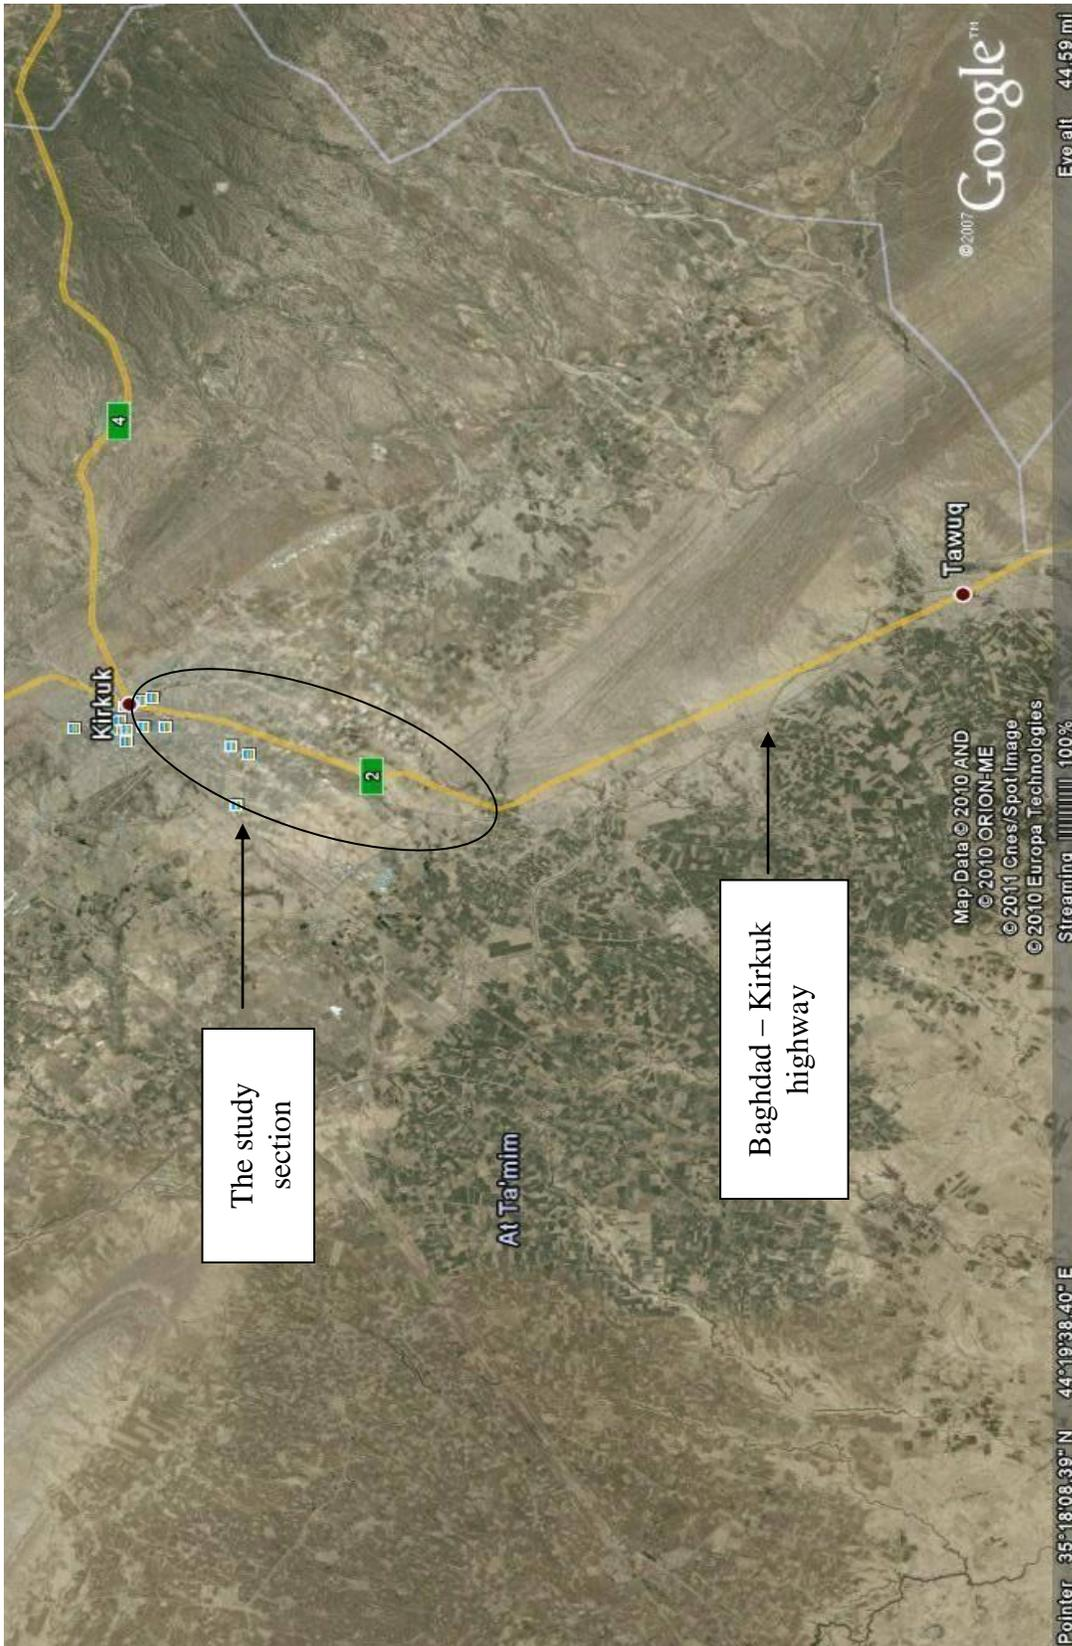 Kirkuk
4
2
The study
section
At Ta'mim
Baghdad – Kirkuk
highway
Tawuq
Map Data © 2010 AND
© 2010 ORION-ME
© 2011 Cnes/Spot Image
© 2010 Europa Technologies
©2007 Google™
Pointer 35°18'08.39" N 44°19'38.40" E
Streaming |||||||||| 100%
Eye alt 44.59 mi